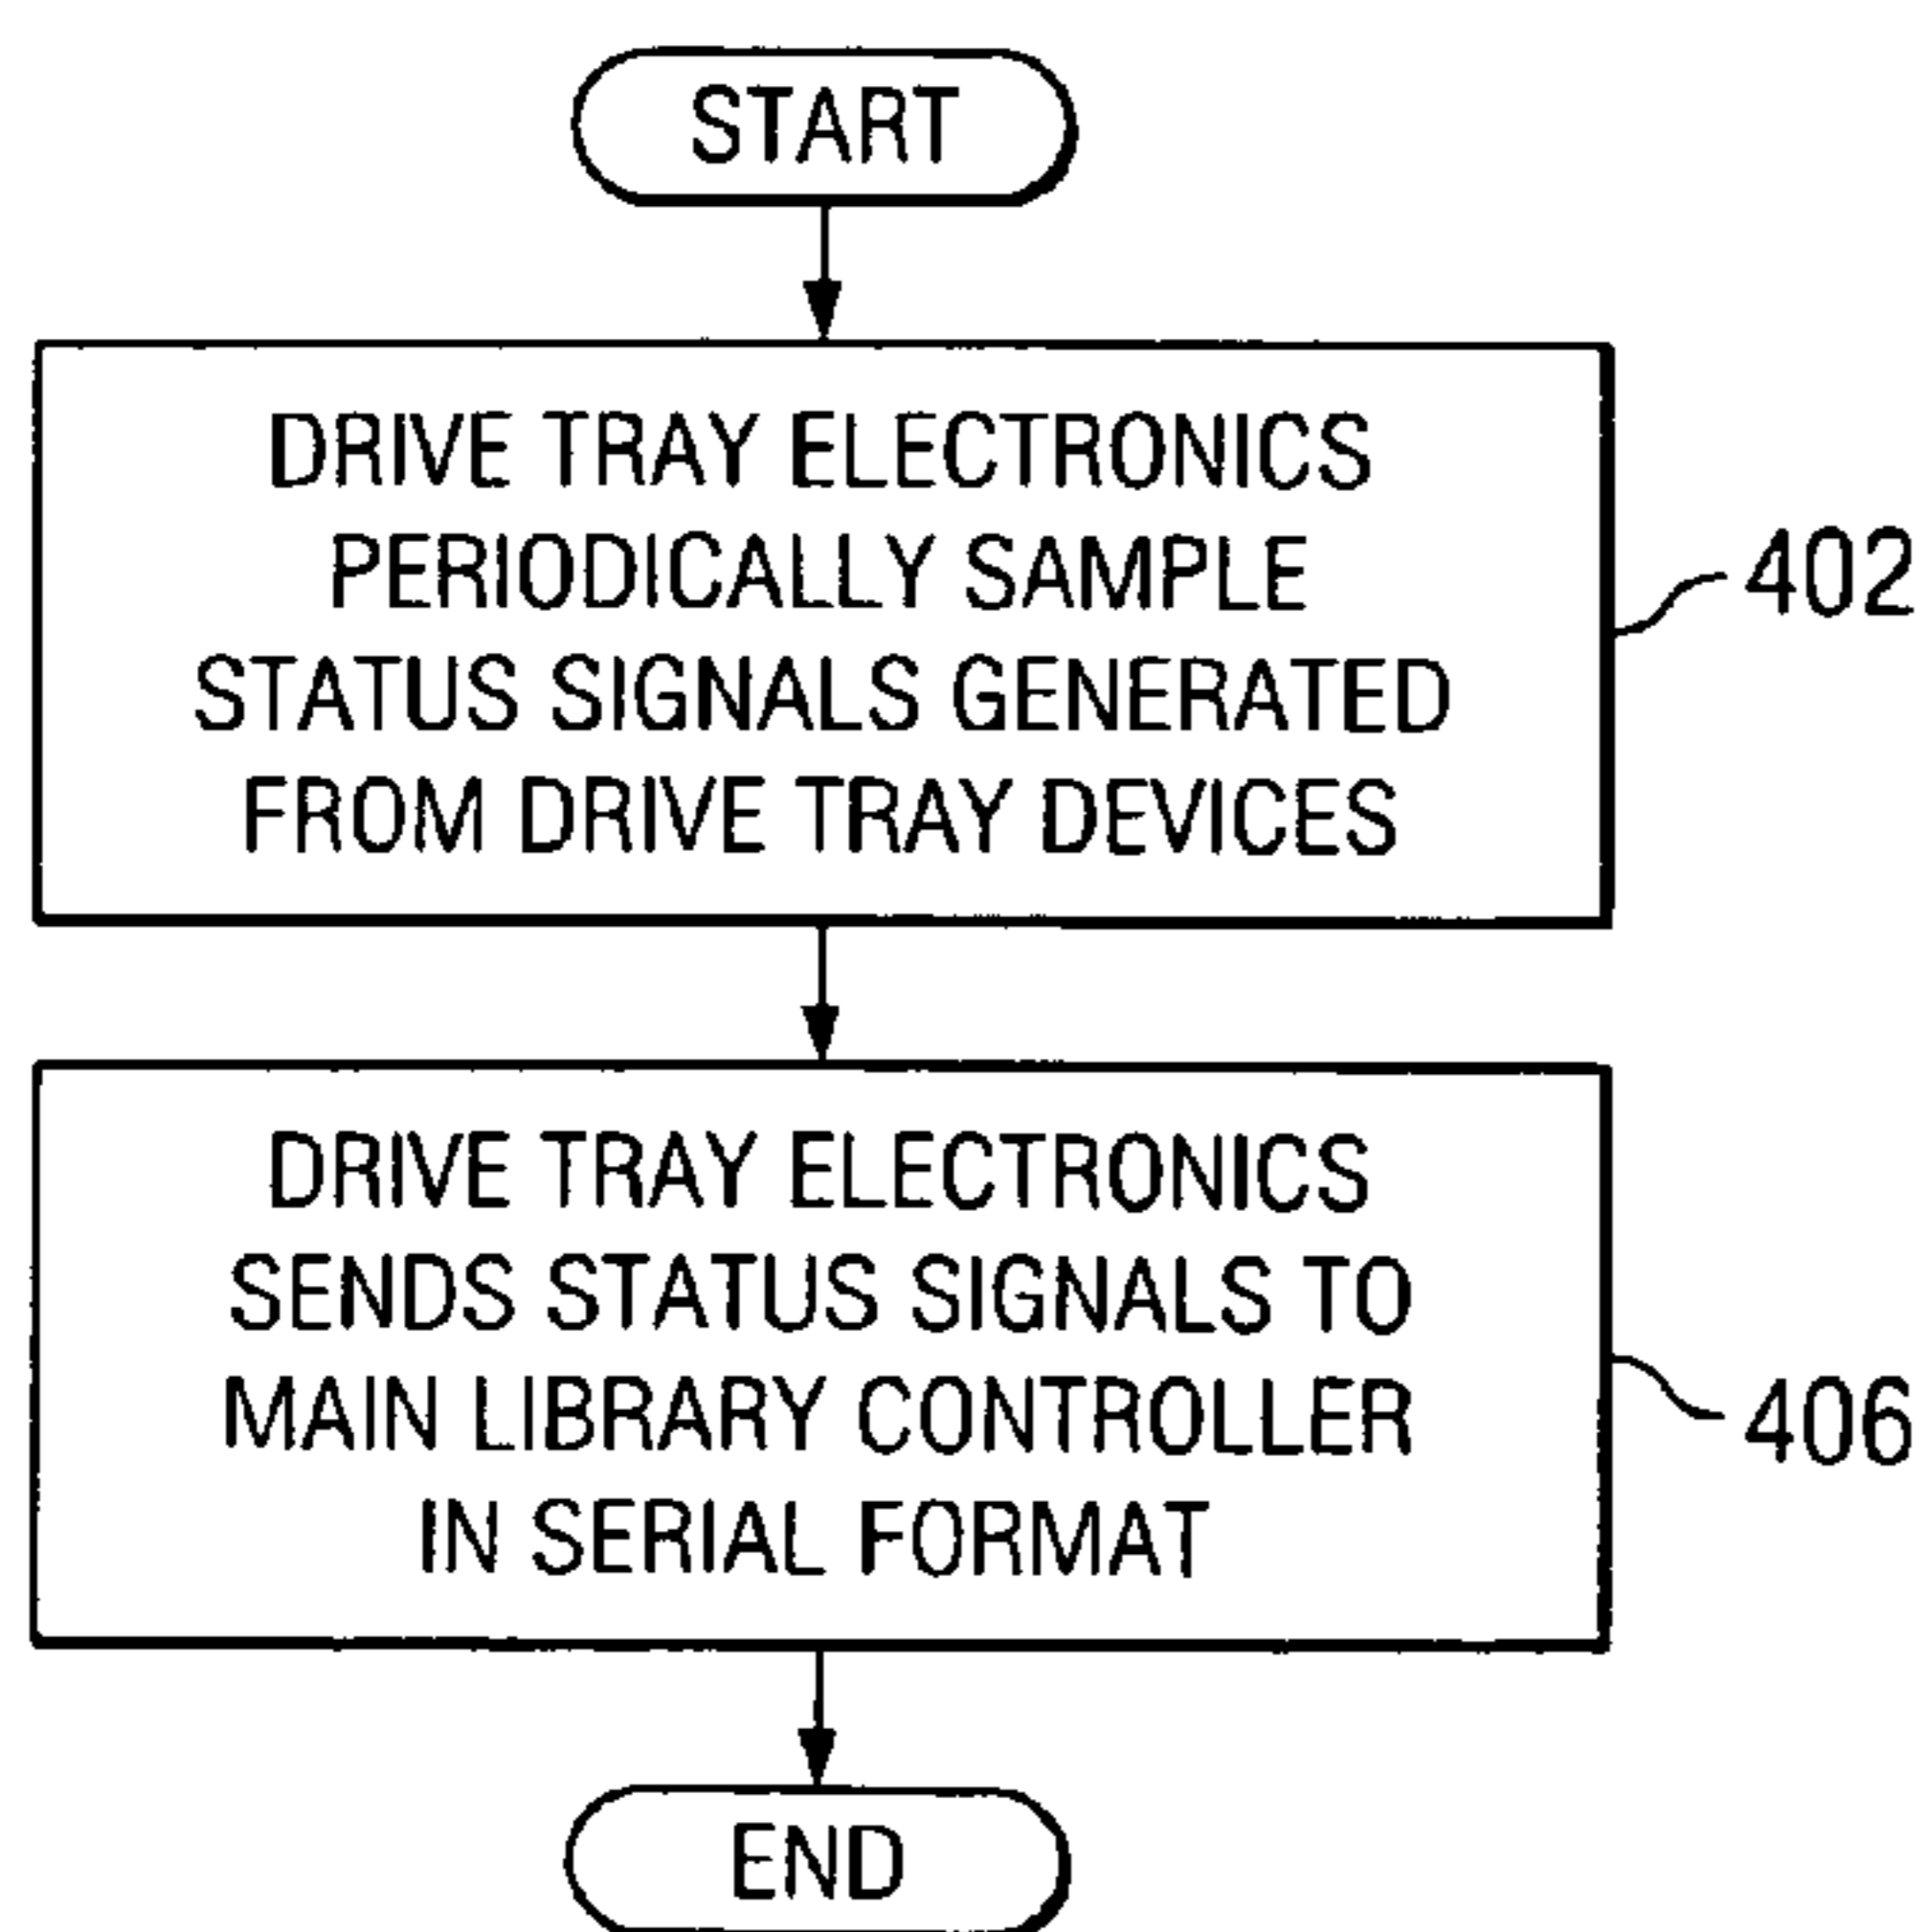 START
DRIVE TRAY ELECTRONICS
PERIODICALLY SAMPLE
STATUS SIGNALS GENERATED
FROM DRIVE TRAY DEVICES
402
DRIVE TRAY ELECTRONICS
SENDS STATUS SIGNALS TO
MAIN LIBRARY CONTROLLER
IN SERIAL FORMAT
406
END